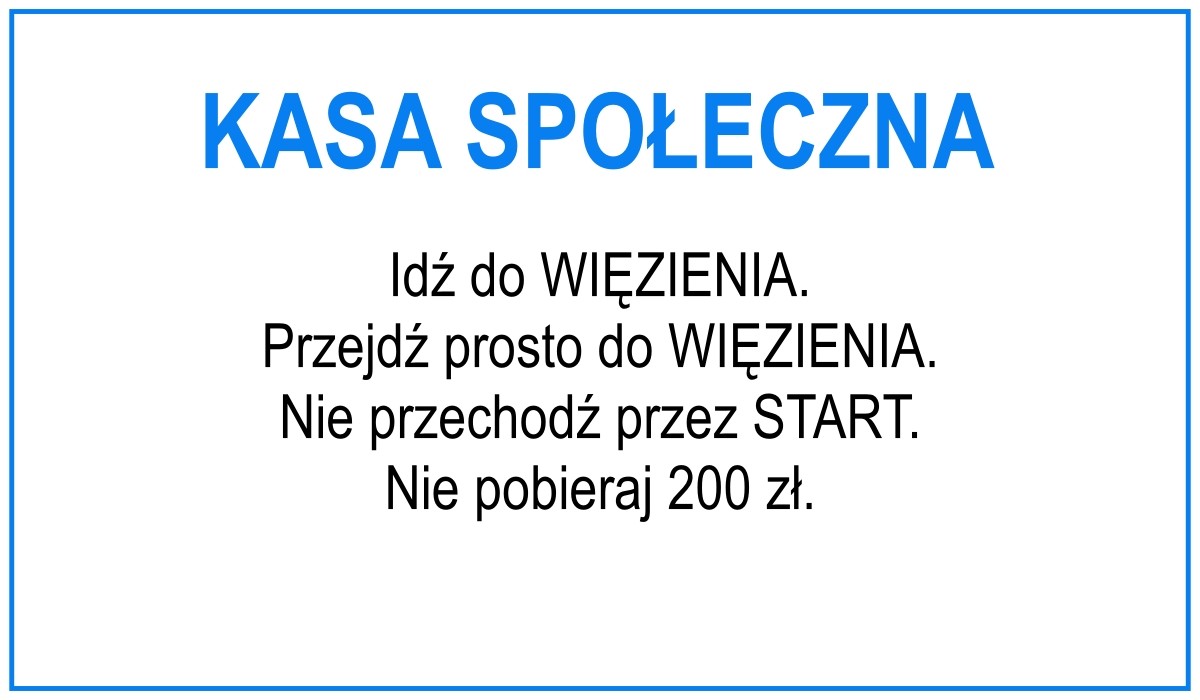 KASA SPOŁECZNA
Idź do WIĘZIENIA.
Przejdź prosto do WIĘZIENIA.
Nie przechodź przez START.
Nie pobieraj 200 zł.